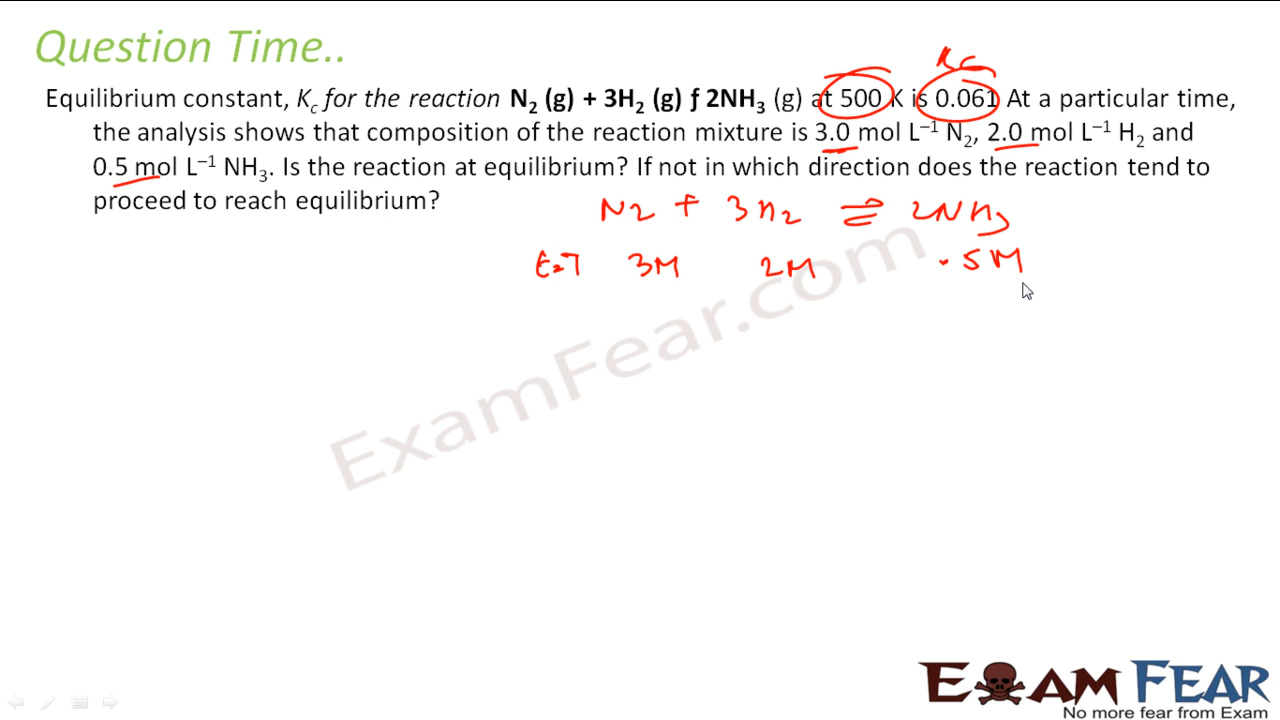 Question Time..
Kc
Equilibrium constant, Kc for the reaction N2 (g) + 3H2 (g) ƒ 2NH3 (g) at 500 K is 0.061 At a particular time,
the analysis shows that composition of the reaction mixture is 3.0 mol L–1 N2, 2.0 mol L–1 H2 and
0.5 mol L–1 NH3. Is the reaction at equilibrium? If not in which direction does the reaction tend to
proceed to reach equilibrium?
N2 + 3H2 ⇌ 2NH3
t=T 3M 2M .5M
ExamFear.com
EXAM FEAR
No more fear from Exam